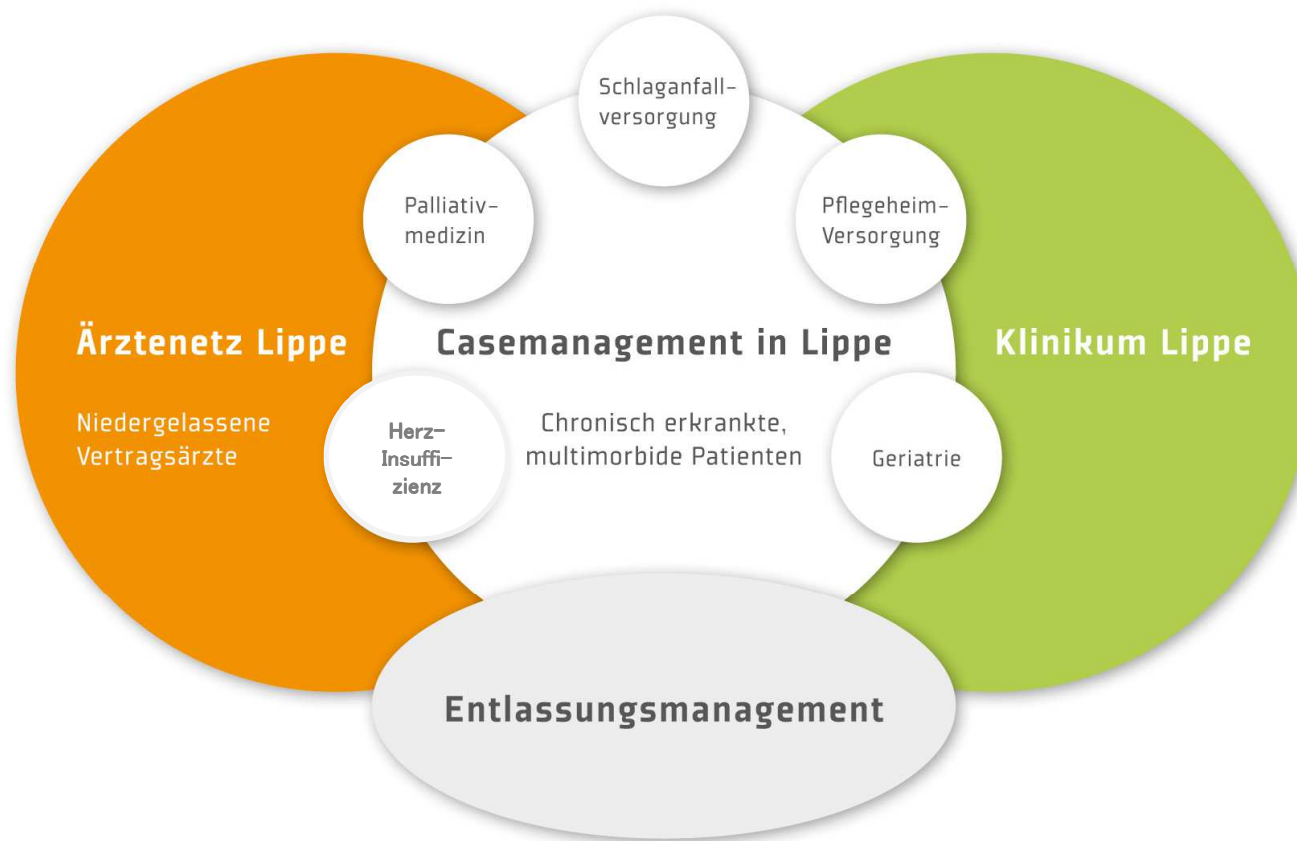 Schlaganfall-
versorgung
Palliativ-
medizin
Pflegeheim-
Versorgung
Ärztenetz Lippe
Casemanagement in Lippe
Klinikum Lippe
Niedergelassene
Vertragsärzte
Herz-
Insuffi-
zienz
Chronisch erkrankte,
multimorbide Patienten
Geriatrie
Entlassungsmanagement